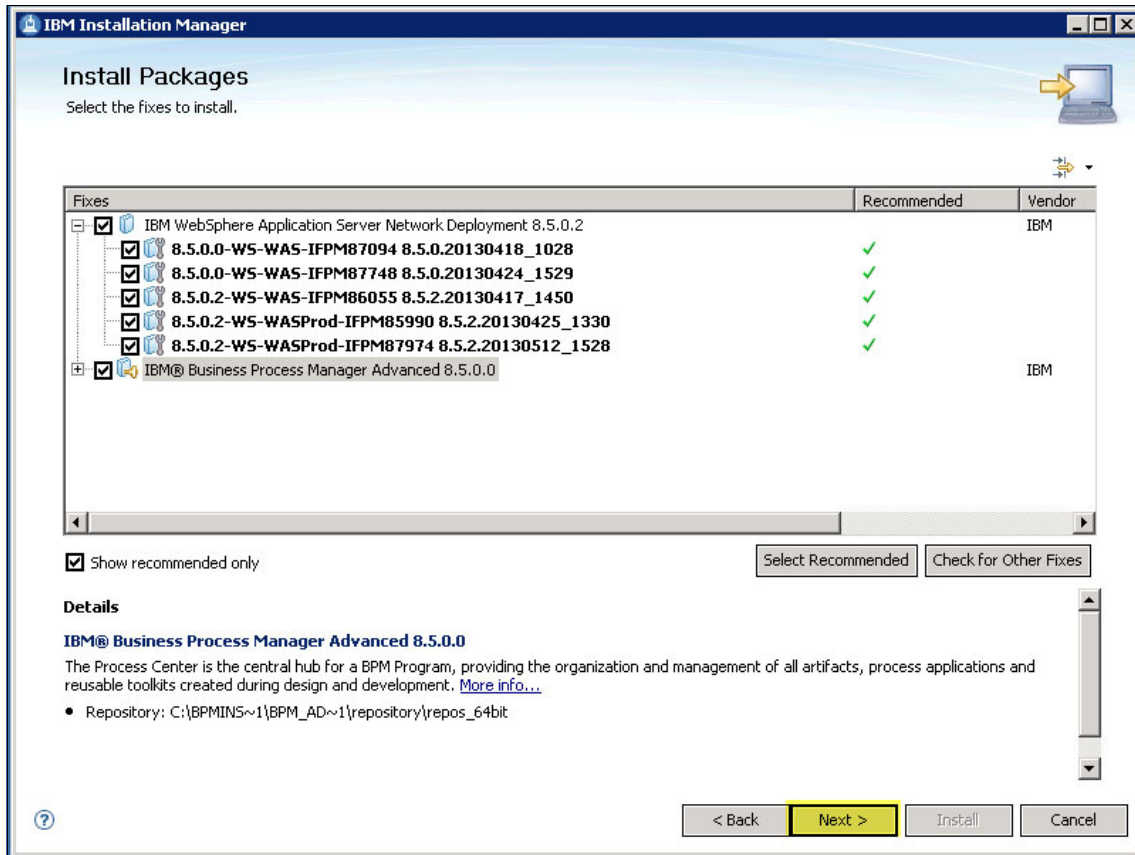 IBM Installation Manager
Install Packages
Select the fixes to install.
Fixes Recommended Vendor
IBM WebSphere Application Server Network Deployment 8.5.0.2 IBM
8.5.0.0-WS-WAS-IFPM87094 8.5.0.20130418_1028
8.5.0.0-WS-WAS-IFPM87748 8.5.0.20130424_1529
8.5.0.2-WS-WAS-IFPM86055 8.5.2.20130417_1450
8.5.0.2-WS-WASProd-IFPM85990 8.5.2.20130425_1330
8.5.0.2-WS-WASProd-IFPM87974 8.5.2.20130512_1528
IBM® Business Process Manager Advanced 8.5.0.0 IBM
Show recommended only Select Recommended Check for Other Fixes
Details
IBM® Business Process Manager Advanced 8.5.0.0
The Process Center is the central hub for a BPM Program, providing the organization and management of all artifacts, process applications and
reusable toolkits created during design and development. More info...
• Repository: C:\BPMINS~1\BPM_AD~1\repository\repos_64bit
? < Back Next > Install Cancel